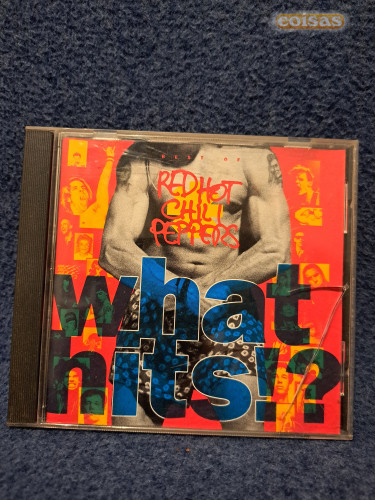 eoisas
BEST OF
RED HOT
CHILI
PEPPERS
what
hits!?